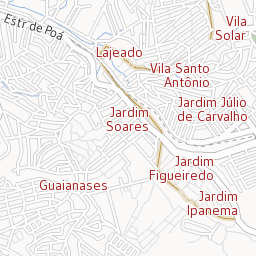 Estr de Poá
Vila
Solar
Lajeado
Vila Santo
Antônio
Jardim Júlio
de Carvalho
Jardim
Soares
Jardim
Figueiredo
Guaianases
Jardim
Ipanema